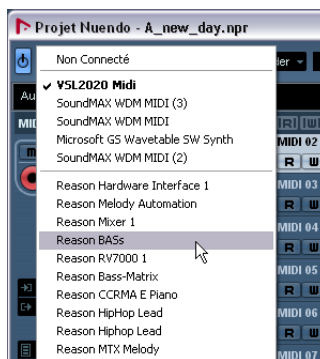 Projet Nuendo - A_new_day.npr
Non Connecté
der
✓ VSL2020 Midi
Au
SoundMAX WDM MIDI (3)
SoundMAX WDM MIDI
Microsoft GS Wavetable SW Synth
MIDI 02
SoundMAX WDM MIDI (2)
m
R W
Reason Hardware Interface 1
MIDI 03
Reason Melody Automation
R W
Reason Mixer 1
MIDI 04
Reason BASs
R W
Reason RV7000 1
Reason Bass-Matrix
MIDI 05
Reason CCRMA E Piano
R W
Reason HipHop Lead
MIDI 06
Reason Hiphop Lead
R W
Reason MTX Melody
MIDI 07